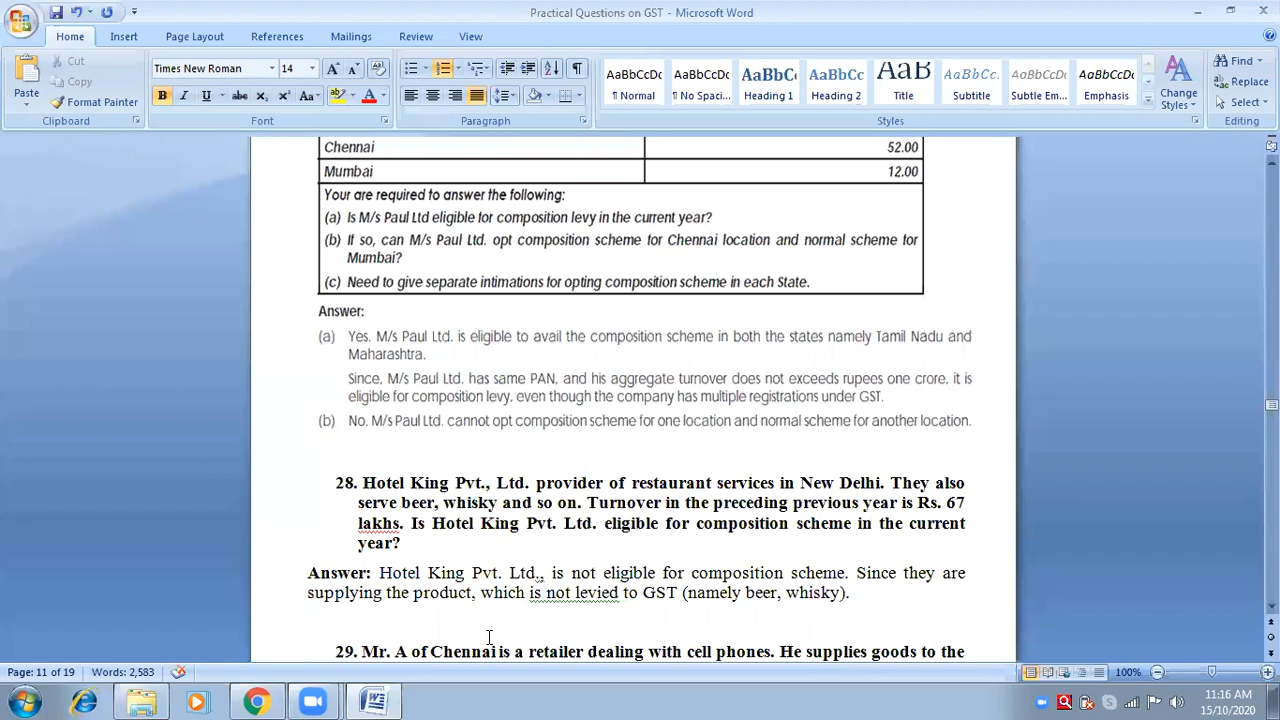 Practical Questions on GST - Microsoft Word
Home Insert Page Layout References Mailings Review View
Paste
Cut
Copy
Format Painter
Clipboard
Times New Roman 14
B I U abc x₂ x² Aa
Font
Paragraph
AaBbCcDc AaBbCcDc AaBbCc AaBbCc AaB AaBbCcL AaBbCcDc AaBbCcDc
¶ Normal ¶ No Spaci... Heading 1 Heading 2 Title Subtitle Subtle Em... Emphasis
Styles
Change Styles
Find
Replace
Select
Editing
Chennai 52.00
Mumbai 12.00
Your are required to answer the following:
(a) Is M/s Paul Ltd eligible for composition levy in the current year?
(b) If so, can M/s Paul Ltd. opt composition scheme for Chennai location and normal scheme for
Mumbai?
(c) Need to give separate intimations for opting composition scheme in each State.
Answer:
(a) Yes. M/s Paul Ltd. is eligible to avail the composition scheme in both the states namely Tamil Nadu and
Maharashtra.
Since, M/s Paul Ltd. has same PAN, and his aggregate turnover does not exceeds rupees one crore, it is
eligible for composition levy, even though the company has multiple registrations under GST.
(b) No. M/s Paul Ltd. cannot opt composition scheme for one location and normal scheme for another location.
28. Hotel King Pvt., Ltd. provider of restaurant services in New Delhi. They also
serve beer, whisky and so on. Turnover in the preceding previous year is Rs. 67
lakhs. Is Hotel King Pvt. Ltd. eligible for composition scheme in the current
year?
Answer: Hotel King Pvt. Ltd., is not eligible for composition scheme. Since they are
supplying the product, which is not levied to GST (namely beer, whisky).
29. Mr. A of Chennai is a retailer dealing with cell phones. He supplies goods to the
Page: 11 of 19 Words: 2,583 100%
11:16 AM
15/10/2020